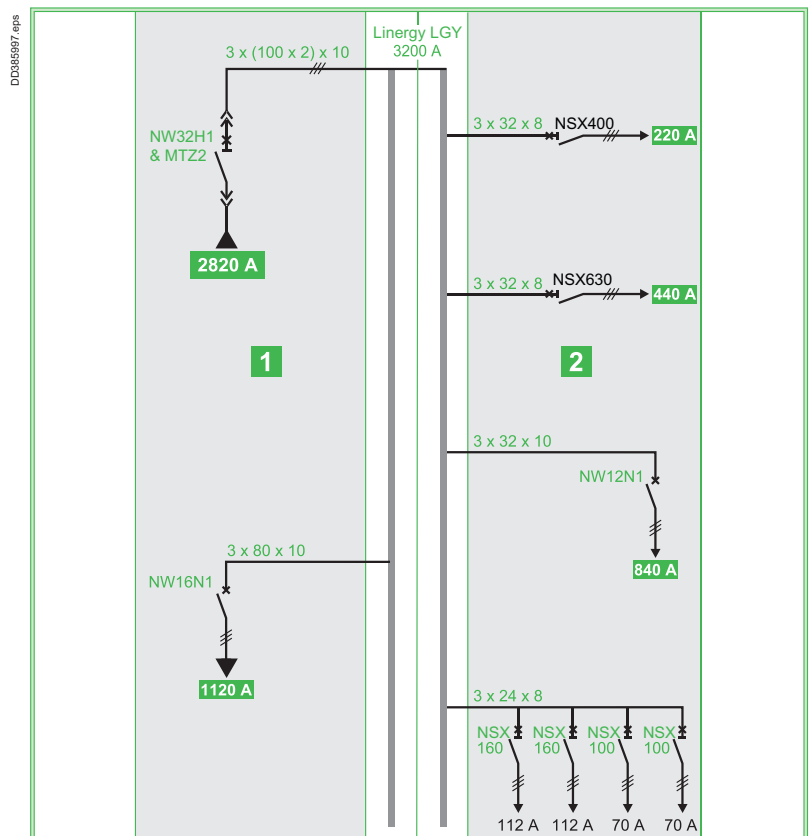 DD385997.eps
Linergy LGY
3200 A
3 x (100 x 2) x 10
NW32H1
& MTZ2
2820 A
1
3 x 80 x 10
NW16N1
1120 A
3 x 32 x 8
NSX400
220 A
3 x 32 x 8
NSX630
440 A
2
3 x 32 x 10
NW12N1
840 A
3 x 24 x 8
NSX
160
NSX
160
NSX
100
NSX
100
112 A
112 A
70 A
70 A